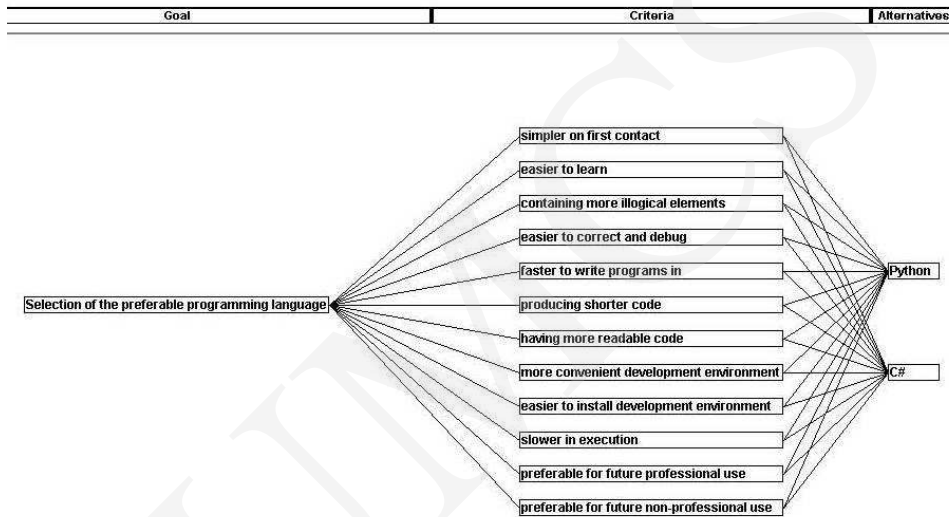 Goal Criteria Alternatives
simpler on first contact
easier to learn
containing more illogical elements
easier to correct and debug
faster to write programs in
Python
Selection of the preferable programming language
producing shorter code
having more readable code
more convenient development environment
C#
easier to install development environment
slower in execution
preferable for future professional use
preferable for future non-professional use
UMCS